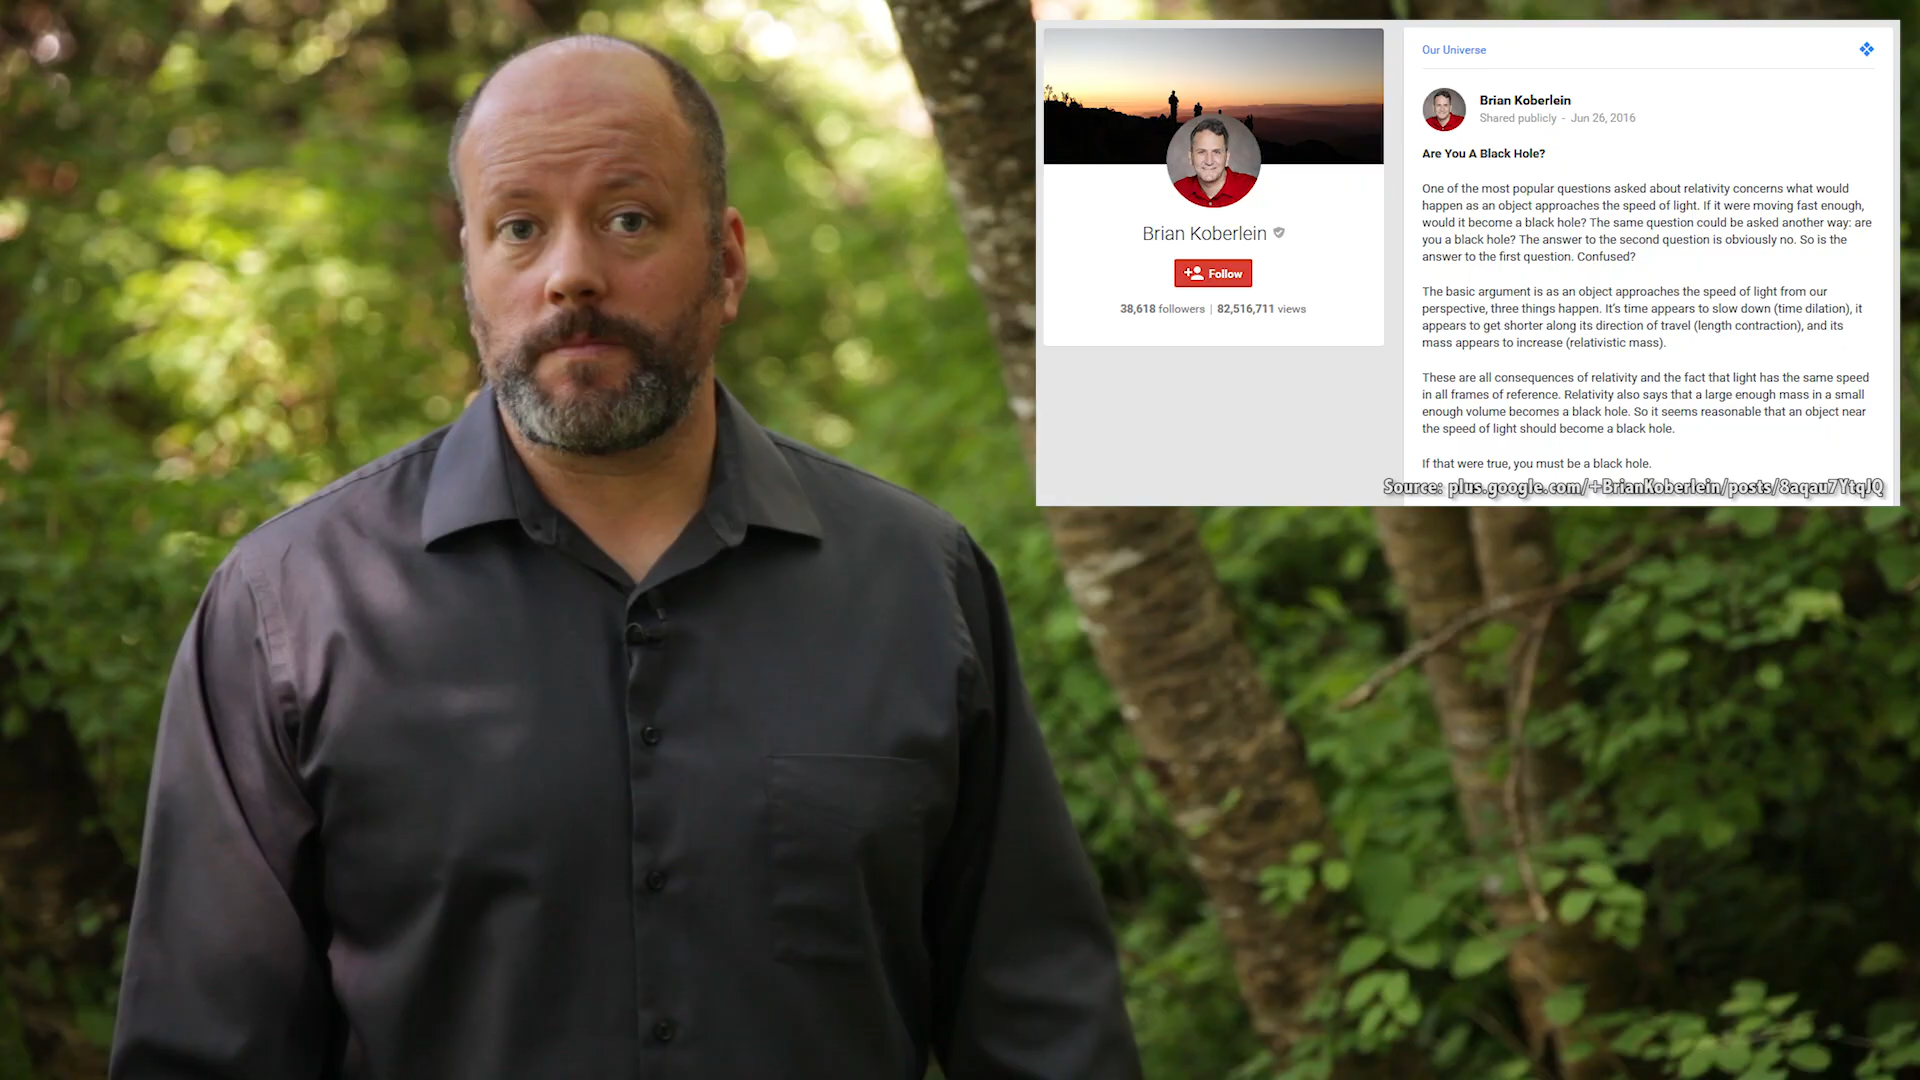 Brian Koberlein
Follow
38,618 followers | 82,516,711 views
Our Universe
Brian Koberlein
Shared publicly - Jun 26, 2016
Are You A Black Hole?
One of the most popular questions asked about relativity concerns what would
happen as an object approaches the speed of light. If it were moving fast enough,
would it become a black hole? The same question could be asked another way: are
you a black hole? The answer to the second question is obviously no. So is the
answer to the first question. Confused?
The basic argument is as an object approaches the speed of light from our
perspective, three things happen. It's time appears to slow down (time dilation), it
appears to get shorter along its direction of travel (length contraction), and its
mass appears to increase (relativistic mass).
These are all consequences of relativity and the fact that light has the same speed
in all frames of reference. Relativity also says that a large enough mass in a small
enough volume becomes a black hole. So it seems reasonable that an object near
the speed of light should become a black hole.
If that were true, you must be a black hole.
Source: plus.google.com/+BrianKoberlein/posts/8aqau7YtqJQ